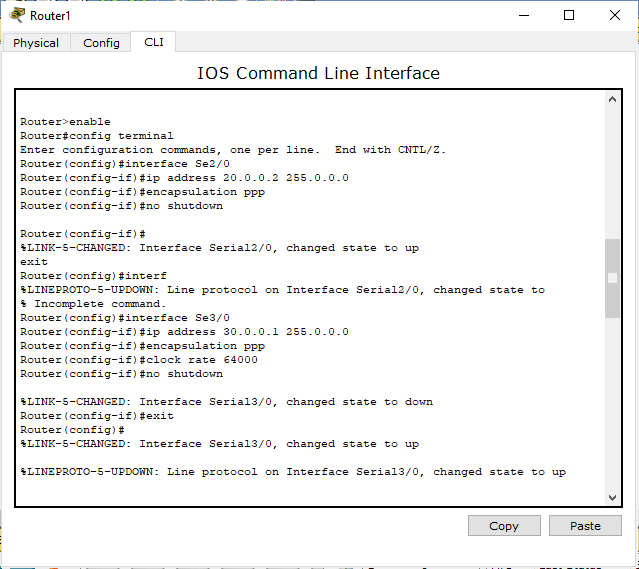 Router1
Physical Config CLI
IOS Command Line Interface
Router>enable
Router#config terminal
Enter configuration commands, one per line.  End with CNTL/Z.
Router(config)#interface Se2/0
Router(config-if)#ip address 20.0.0.2 255.0.0.0
Router(config-if)#encapsulation ppp
Router(config-if)#no shutdown
Router(config-if)#
%LINK-5-CHANGED: Interface Serial2/0, changed state to up
exit
Router(config)#interf
%LINEPROTO-5-UPDOWN: Line protocol on Interface Serial2/0, changed state to
% Incomplete command.
Router(config)#interface Se3/0
Router(config-if)#ip address 30.0.0.1 255.0.0.0
Router(config-if)#encapsulation ppp
Router(config-if)#clock rate 64000
Router(config-if)#no shutdown
%LINK-5-CHANGED: Interface Serial3/0, changed state to down
Router(config-if)#exit
Router(config)#
%LINK-5-CHANGED: Interface Serial3/0, changed state to up
%LINEPROTO-5-UPDOWN: Line protocol on Interface Serial3/0, changed state to up
Copy Paste